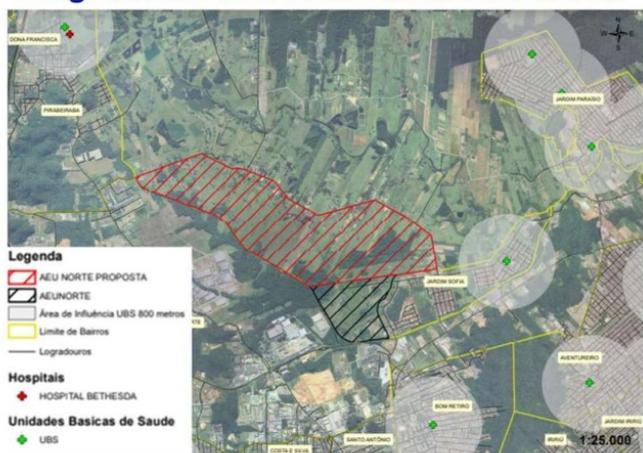 DONA FRANCISCA
PIRABEIRABA
N
W E
S
JARDIM PARAÍSO
JARDIM SOFIA
AVENTUREIRO
BOM RETIRO
SANTO ANTÔNIO
COSTA E SILVA
IRIRIÚ
JARDIM IRIRIÚ
1:25.000
Legenda
AEU NORTE PROPOSTA
AEUNORTE
Área de Influência UBS 800 metros
Limite de Bairros
Logradouros
Hospitais
HOSPITAL BETHESDA
Unidades Basicas de Saude
UBS